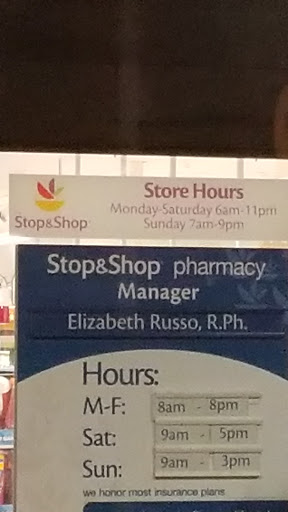 Store Hours
Stop&Shop
Monday-Saturday 6am-11pm
Sunday 7am-9pm
Stop&Shop pharmacy
Manager
Elizabeth Russo, R.Ph.
Hours:
M-F: 8am - 8pm
Sat: 9am - 5pm
Sun: 9am - 3pm
we honor most insurance plans